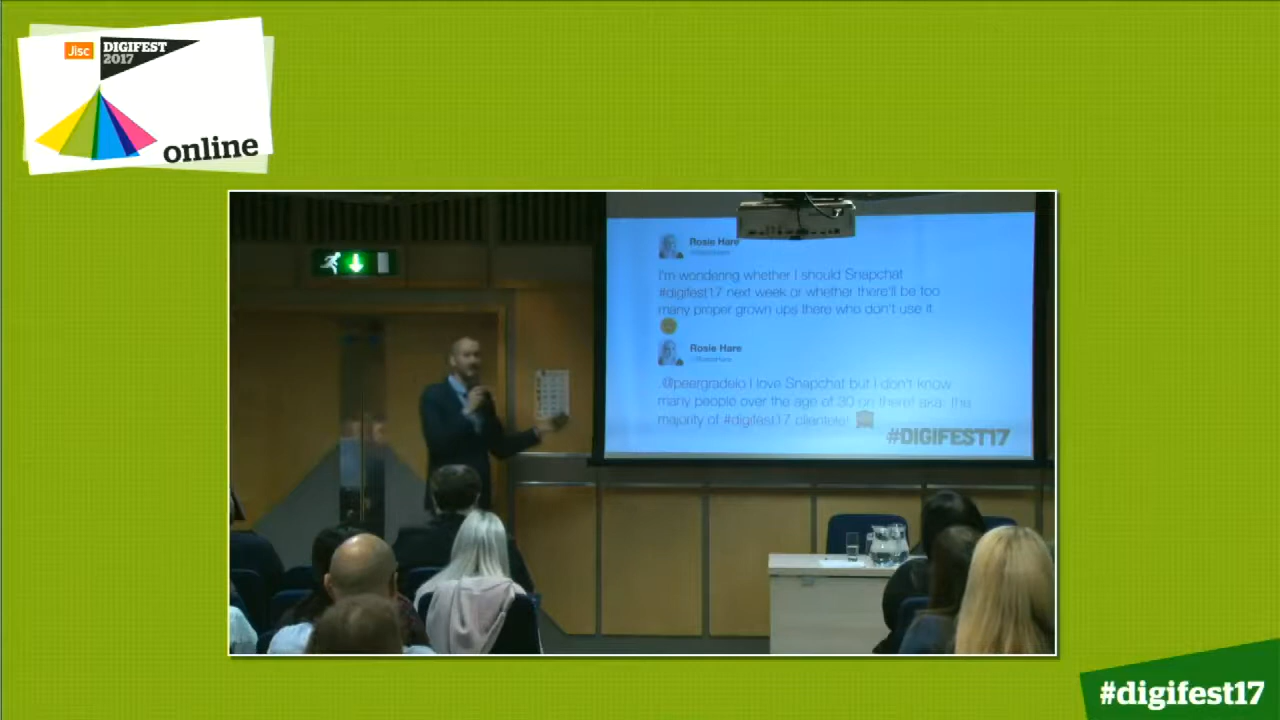 Jisc
DIGIFEST
2017
online
Rosie Hare
I'm wondering whether I should Snapchat
#digifest17 next week or whether there'll be too
many proper grown ups there who don't use it.
Rosie Hare
.@peergradeio I love Snapchat but I don't know
many people over the age of 30 on there! aka: the
majority of #digifest17 clientele!
#DIGIFEST17
#digifest17